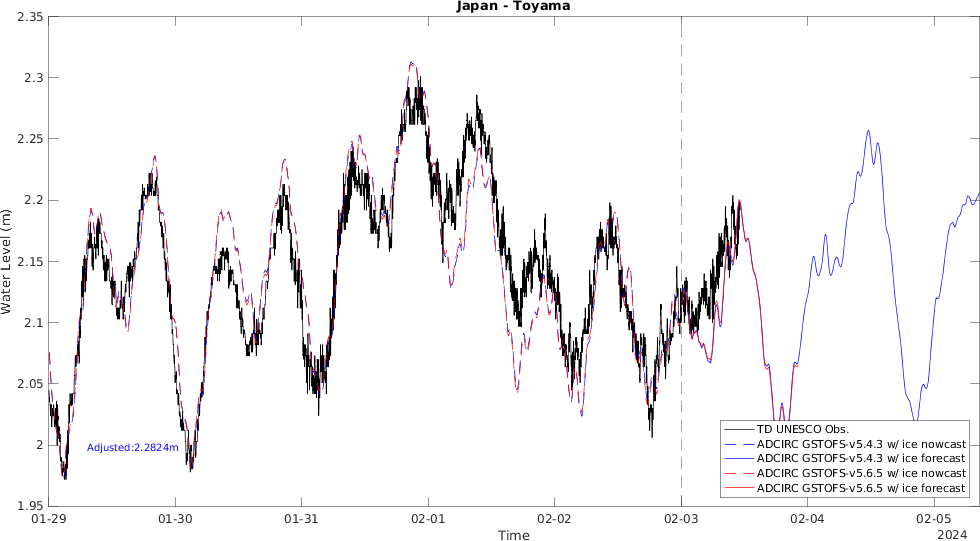 Japan - Toyama
2.35
2.3
2.25
2.2
2.15
2.1
2.05
2
1.95
Water Level (m)
Adjusted:2.2824m
TD UNESCO Obs.
ADCIRC GSTOFS-v5.4.3 w/ ice nowcast
ADCIRC GSTOFS-v5.4.3 w/ ice forecast
ADCIRC GSTOFS-v5.6.5 w/ ice nowcast
ADCIRC GSTOFS-v5.6.5 w/ ice forecast
01-29 01-30 01-31 02-01 02-02 02-03 02-04 02-05
Time
2024